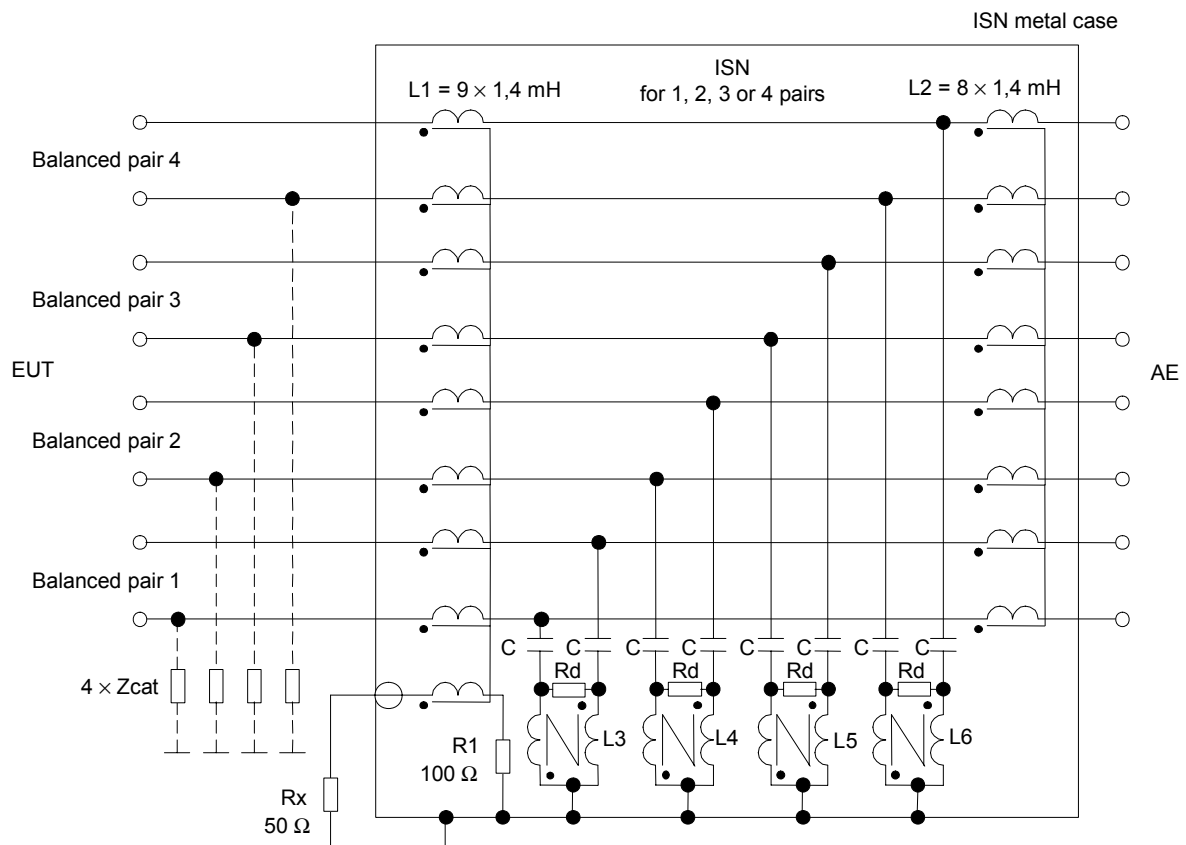 ISN metal case
ISN
for 1, 2, 3 or 4 pairs
L1 = 9 × 1,4 mH
L2 = 8 × 1,4 mH
Balanced pair 4
Balanced pair 3
EUT
AE
Balanced pair 2
Balanced pair 1
C C C C C C C C
Rd Rd Rd Rd
4 × Zcat
L3 L4 L5 L6
R1
100 Ω
Rx
50 Ω